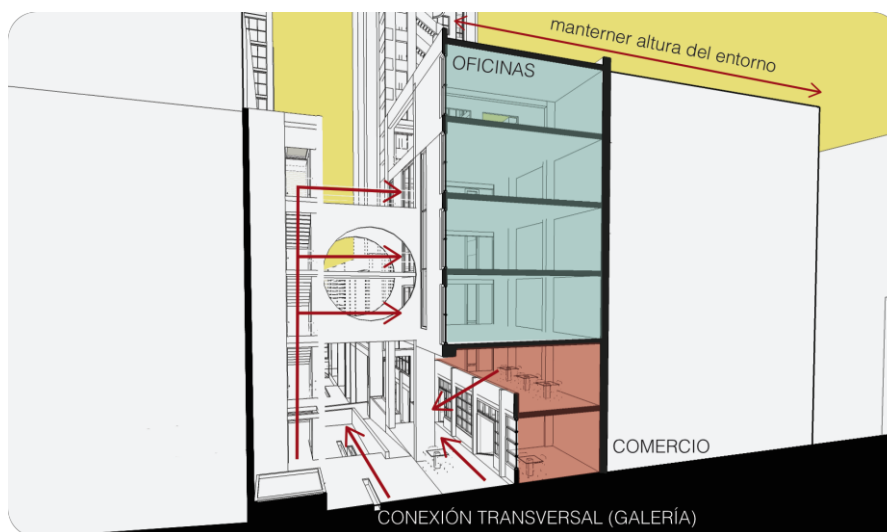 manterner altura del entorno
OFICINAS
COMERCIO
CONEXIÓN TRANSVERSAL (GALERÍA)